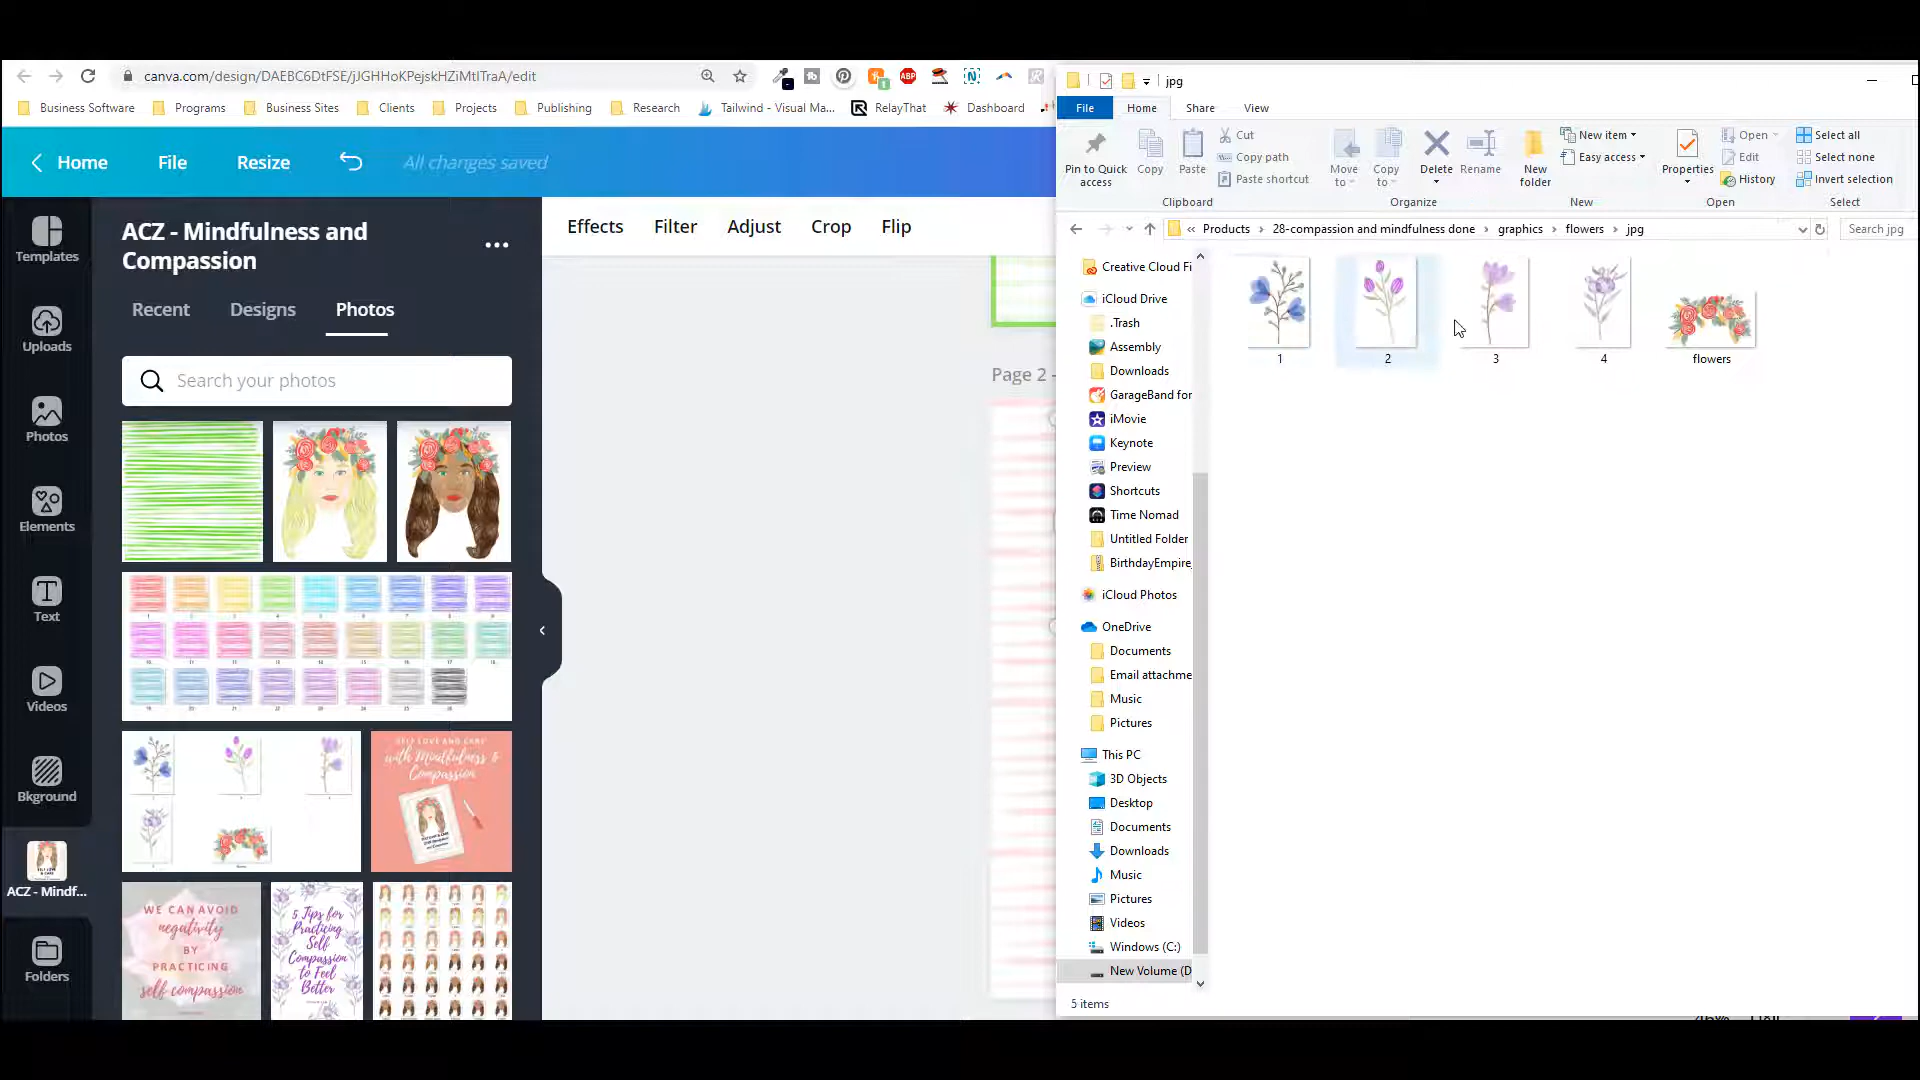 canva.com/design/DAEBC6DtFSE/jJGHHoKPejskHZiMtITraA/edit
Business Software
Programs
Business Sites
Clients
Projects
Publishing
Research
Tailwind - Visual Ma...
RelayThat
Dashboard
Home
File
Resize
All changes saved
Templates
Uploads
Photos
Elements
Text
Videos
Bkground
ACZ - Mindf...
Folders
ACZ - Mindfulness and
Compassion
Recent
Designs
Photos
Search your photos
SELF LOVE AND CARE
with Mindfulness &
Compassion
WE CAN AVOID
negativity
BY
PRACTICING
self compassion
5 Tips for
Practicing
Self
Compassion
to Feel
Better
Effects
Filter
Adjust
Crop
Flip
Page 2 -
jpg
File
Home
Share
View
Pin to Quick
access
Copy
Paste
Cut
Copy path
Paste shortcut
Clipboard
Move
to
Copy
to
Delete
Rename
Organize
New
folder
New item
Easy access
New
Properties
Open
Edit
History
Open
Select all
Select none
Invert selection
Select
« Products > 28-compassion and mindfulness done > graphics > flowers > jpg
Search jpg
Creative Cloud Fi
iCloud Drive
.Trash
Assembly
Downloads
GarageBand for
iMovie
Keynote
Preview
Shortcuts
Time Nomad
Untitled Folder
BirthdayEmpire_
iCloud Photos
OneDrive
Documents
Email attachme
Music
Pictures
This PC
3D Objects
Desktop
Documents
Downloads
Music
Pictures
Videos
Windows (C:)
New Volume (D
1
2
3
4
flowers
5 items